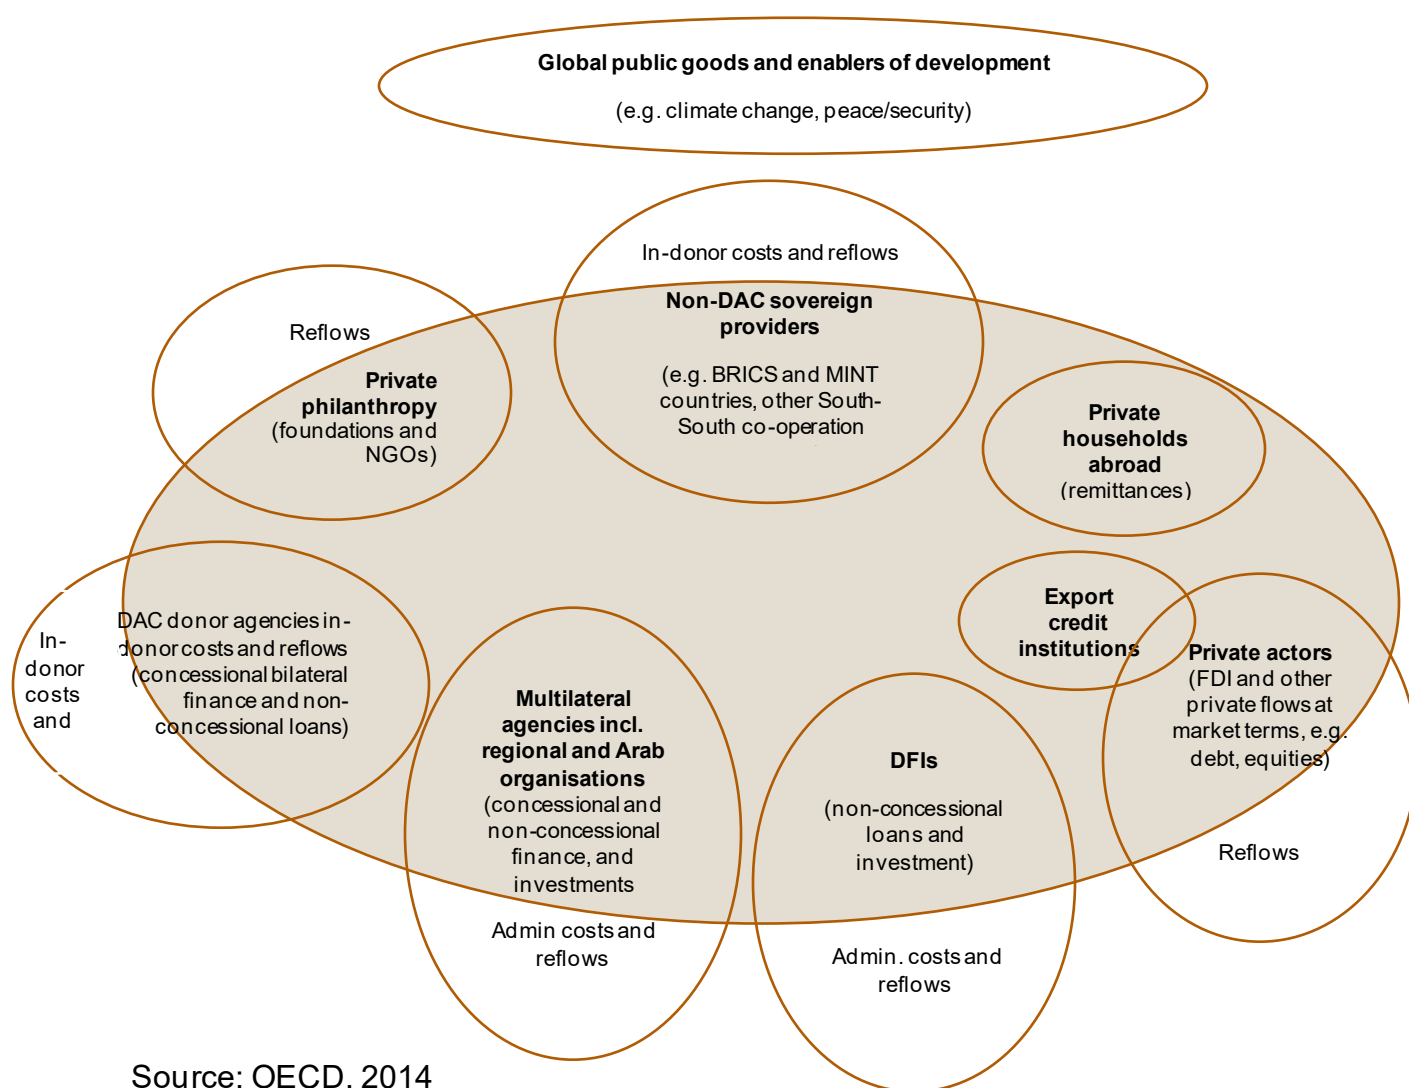 Global public goods and enablers of development
(e.g. climate change, peace/security)
In-donor costs and reflows
Non-DAC sovereign
providers
(e.g. BRICS and MINT
countries, other South-
South co-operation
Reflows
Private
philanthropy
(foundations and
NGOs)
Private
households
abroad
(remittances)
In-
donor
costs
and
DAC donor agencies in-
donor costs and reflows
(concessional bilateral
finance and non-
concessional loans)
Export
credit
institutions
Private actors
(FDI and other
private flows at
market terms, e.g.
debt, equities)
Reflows
Multilateral
agencies incl.
regional and Arab
organisations
(concessional and
non-concessional
finance, and
investments
Admin costs and
reflows
DFIs
(non-concessional
loans and
investment)
Admin. costs and
reflows
Source: OECD, 2014